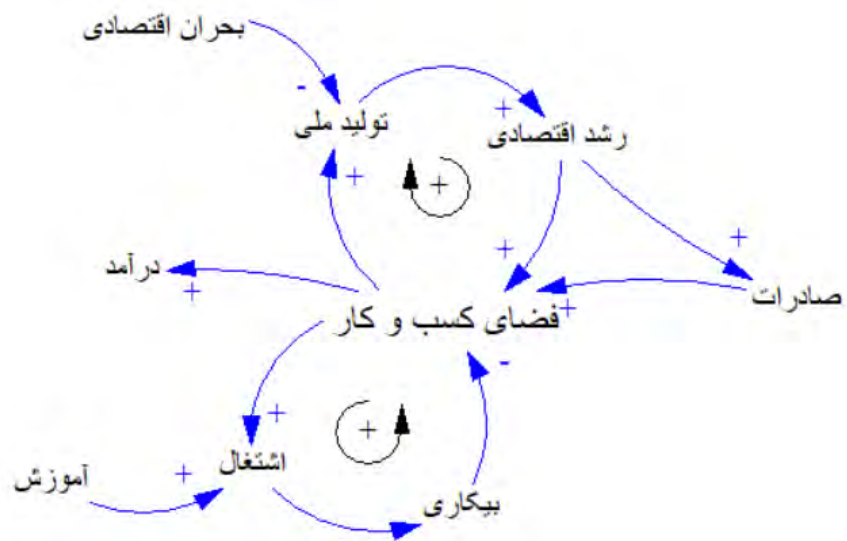 بحران اقتصادی
-
تولید ملی
+
رشد اقتصادی
+
+
+
+
درآمد
+
صادرات
+
فضای کسب و کار
-
+
+
اشتغال
+
آموزش
بیکاری